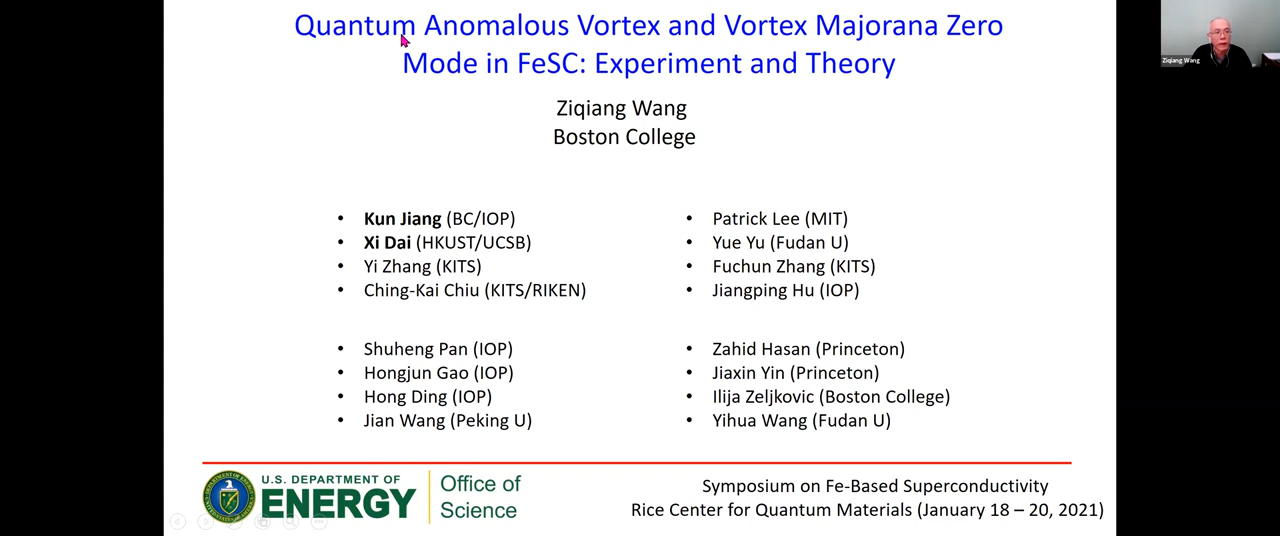 Quantum Anomalous Vortex and Vortex Majorana Zero
Mode in FeSC: Experiment and Theory
Ziqiang Wang
Boston College
• Kun Jiang (BC/IOP)
• Xi Dai (HKUST/UCSB)
• Yi Zhang (KITS)
• Ching-Kai Chiu (KITS/RIKEN)
• Patrick Lee (MIT)
• Yue Yu (Fudan U)
• Fuchun Zhang (KITS)
• Jiangping Hu (IOP)
• Shuheng Pan (IOP)
• Hongjun Gao (IOP)
• Hong Ding (IOP)
• Jian Wang (Peking U)
• Zahid Hasan (Princeton)
• Jiaxin Yin (Princeton)
• Ilija Zeljkovic (Boston College)
• Yihua Wang (Fudan U)
U.S. DEPARTMENT OF
ENERGY
Office of
Science
Symposium on Fe-Based Superconductivity
Rice Center for Quantum Materials (January 18 – 20, 2021)
Ziqiang Wang